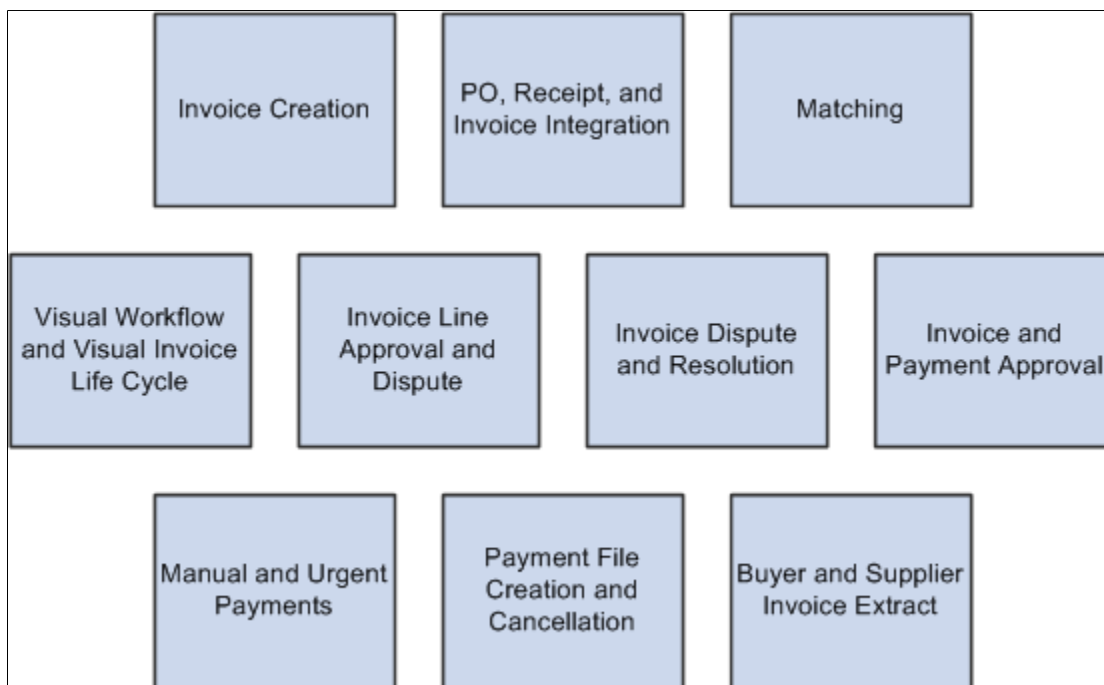 Invoice Creation
PO, Receipt, and
Invoice Integration
Matching
Visual Workflow
and Visual Invoice
Life Cycle
Invoice Line
Approval and
Dispute
Invoice Dispute
and Resolution
Invoice and
Payment Approval
Manual and Urgent
Payments
Payment File
Creation and
Cancellation
Buyer and Supplier
Invoice Extract